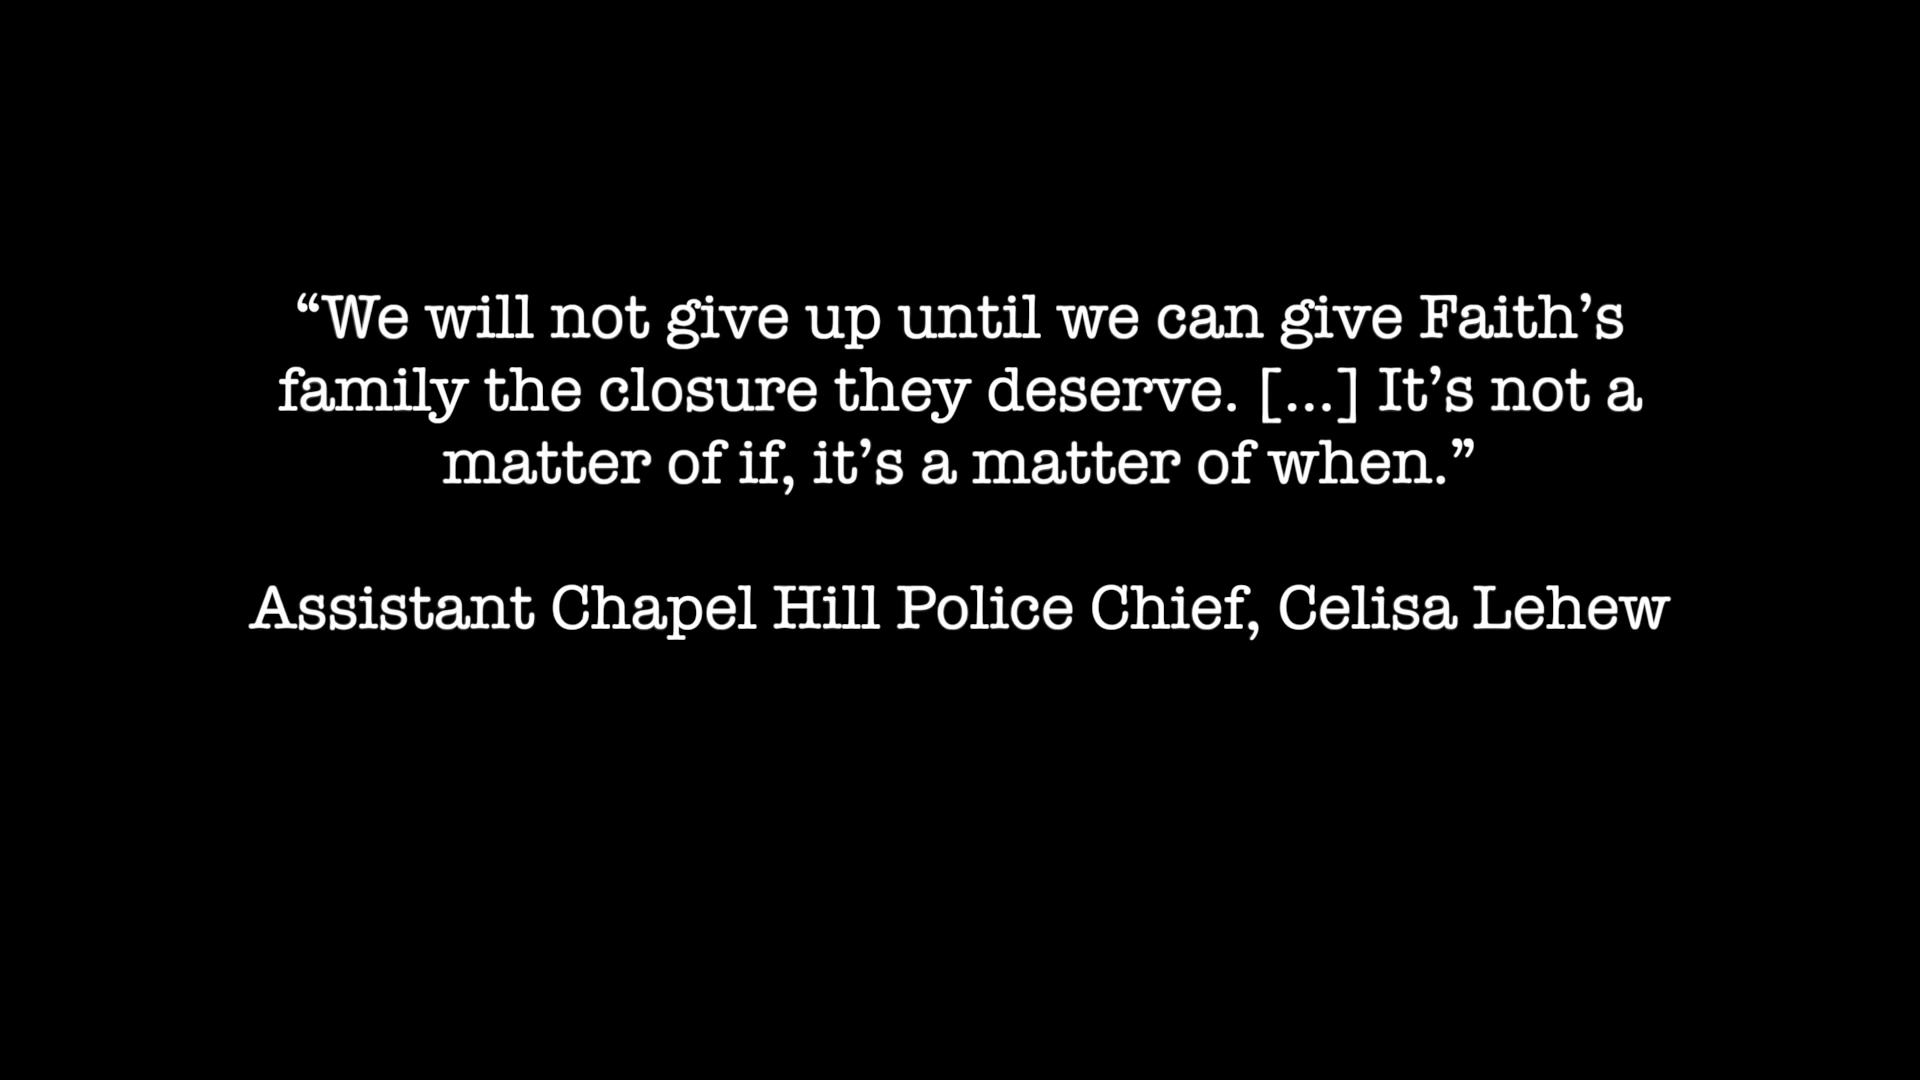 “We will not give up until we can give Faith’s
family the closure they deserve. [...] It’s not a
matter of if, it’s a matter of when.”
Assistant Chapel Hill Police Chief, Celisa Lehew